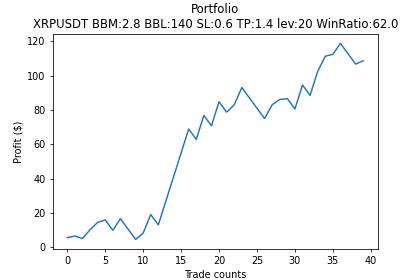 Portfolio
XRPUSDT BBM:2.8 BBL:140 SL:0.6 TP:1.4 lev:20 WinRatio:62.0
120
100
80
60
40
20
0
Profit ($)
0 5 10 15 20 25 30 35 40
Trade counts